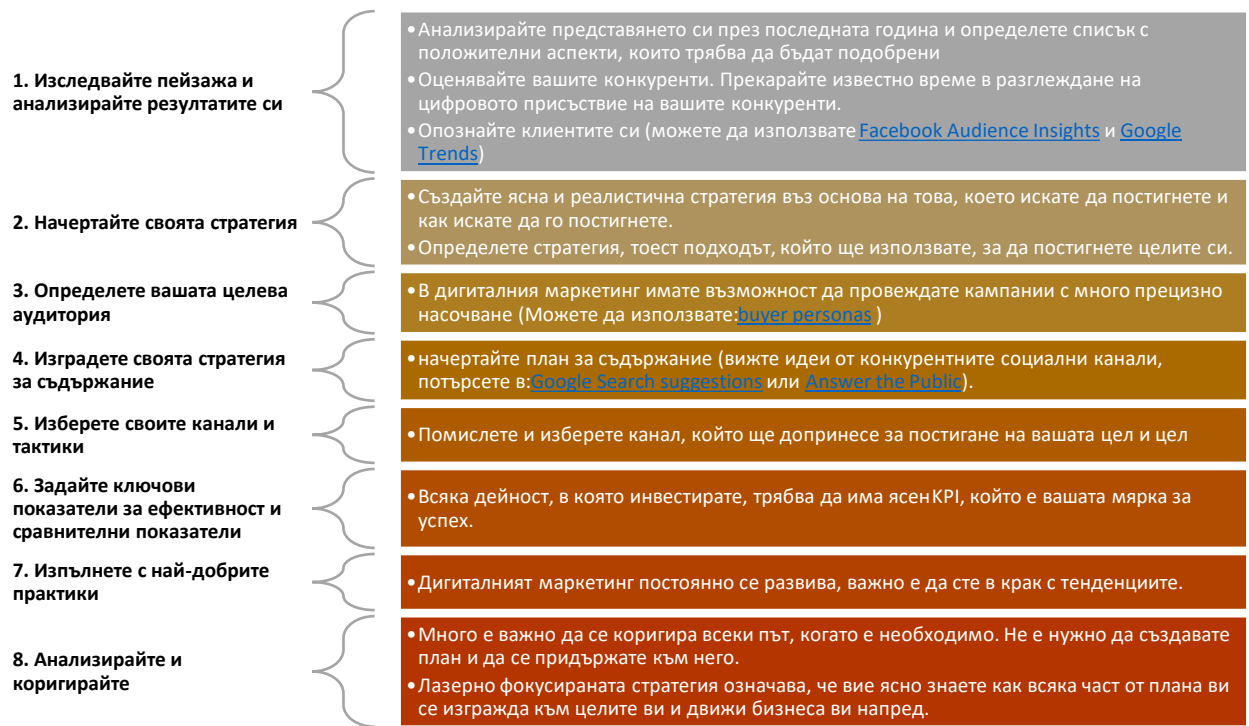 1. Изследвайте пейзажа и
анализирайте резултатите си
•Анализирайте представянето си през последната година и определете списък с
положителни аспекти, които трябва да бъдат подобрени
•Оценявайте вашите конкуренти. Прекарайте известно време в разглеждане на
цифровото присъствие на вашите конкуренти.
•Опознайте клиентите си (можете да използвате Facebook Audience Insights и Google
Trends)
2. Начертайте своята стратегия
•Създайте ясна и реалистична стратегия въз основа на това, което искате да постигнете и
как искате да го постигнете.
•Определете стратегия, тоест подходът, който ще използвате, за да постигнете целите си.
3. Определете вашата целева
аудитория
•В дигиталния маркетинг имате възможност да провеждате кампании с много прецизно
насочване (Можете да използвате:buyer personas )
4. Изградете своята стратегия
за съдържание
•начертайте план за съдържание (вижте идеи от конкурентните социални канали,
потърсете в:Google Search suggestions или Answer the Public).
5. Изберете своите канали и
тактики
•Помислете и изберете канал, който ще допринесе за постигане на вашата цел и цел
6. Задайте ключови
показатели за ефективност и
сравнителни показатели
•Всяка дейност, в която инвестирате, трябва да има ясен KPI, който е вашата мярка за
успех.
7. Изпълнете с най-добрите
практики
•Дигиталният маркетинг постоянно се развива, важно е да сте в крак с тенденциите.
8. Анализирайте и
коригирайте
•Много е важно да се коригира всеки път, когато е необходимо. Не е нужно да създавате
план и да се придържате към него.
•Лазерно фокусираната стратегия означава, че вие ясно знаете как всяка част от плана ви
се изгражда към целите ви и движи бизнеса ви напред.